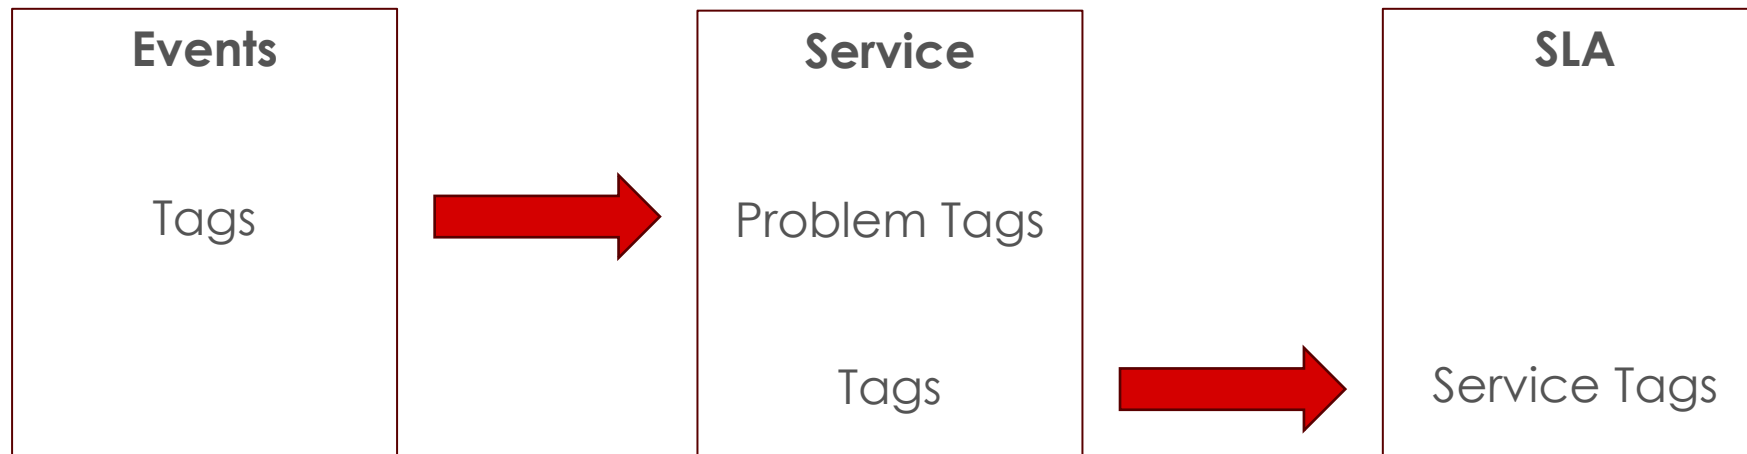 Events
Tags
Service
Problem Tags
Tags
SLA
Service Tags